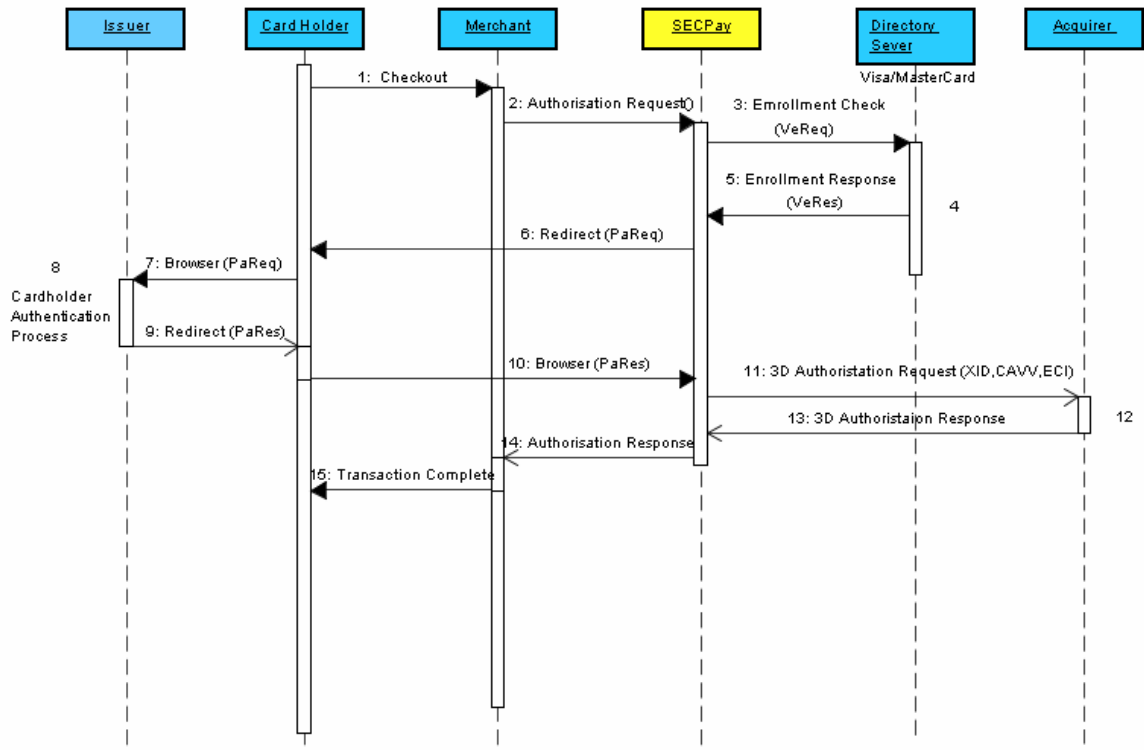 Issuer
Card Holder
Merchant
SECPay
Directory
Sever
Acquirer
Visa/MasterCard
1: Checkout
2: Authorisation Request()
3: Emrollment Check
(VeReq)
5: Enrollment Response
(VeRes)
4
6: Redirect (PaReq)
7: Browser (PaReq)
8
Cardholder
Authentication
Process
9: Redirect (PaRes)
10: Browser (PaRes)
11: 3D Authoristation Request (XID,CAVV,ECI)
12
13: 3D Authoristaion Response
14: Authorisation Response
15: Transaction Complete